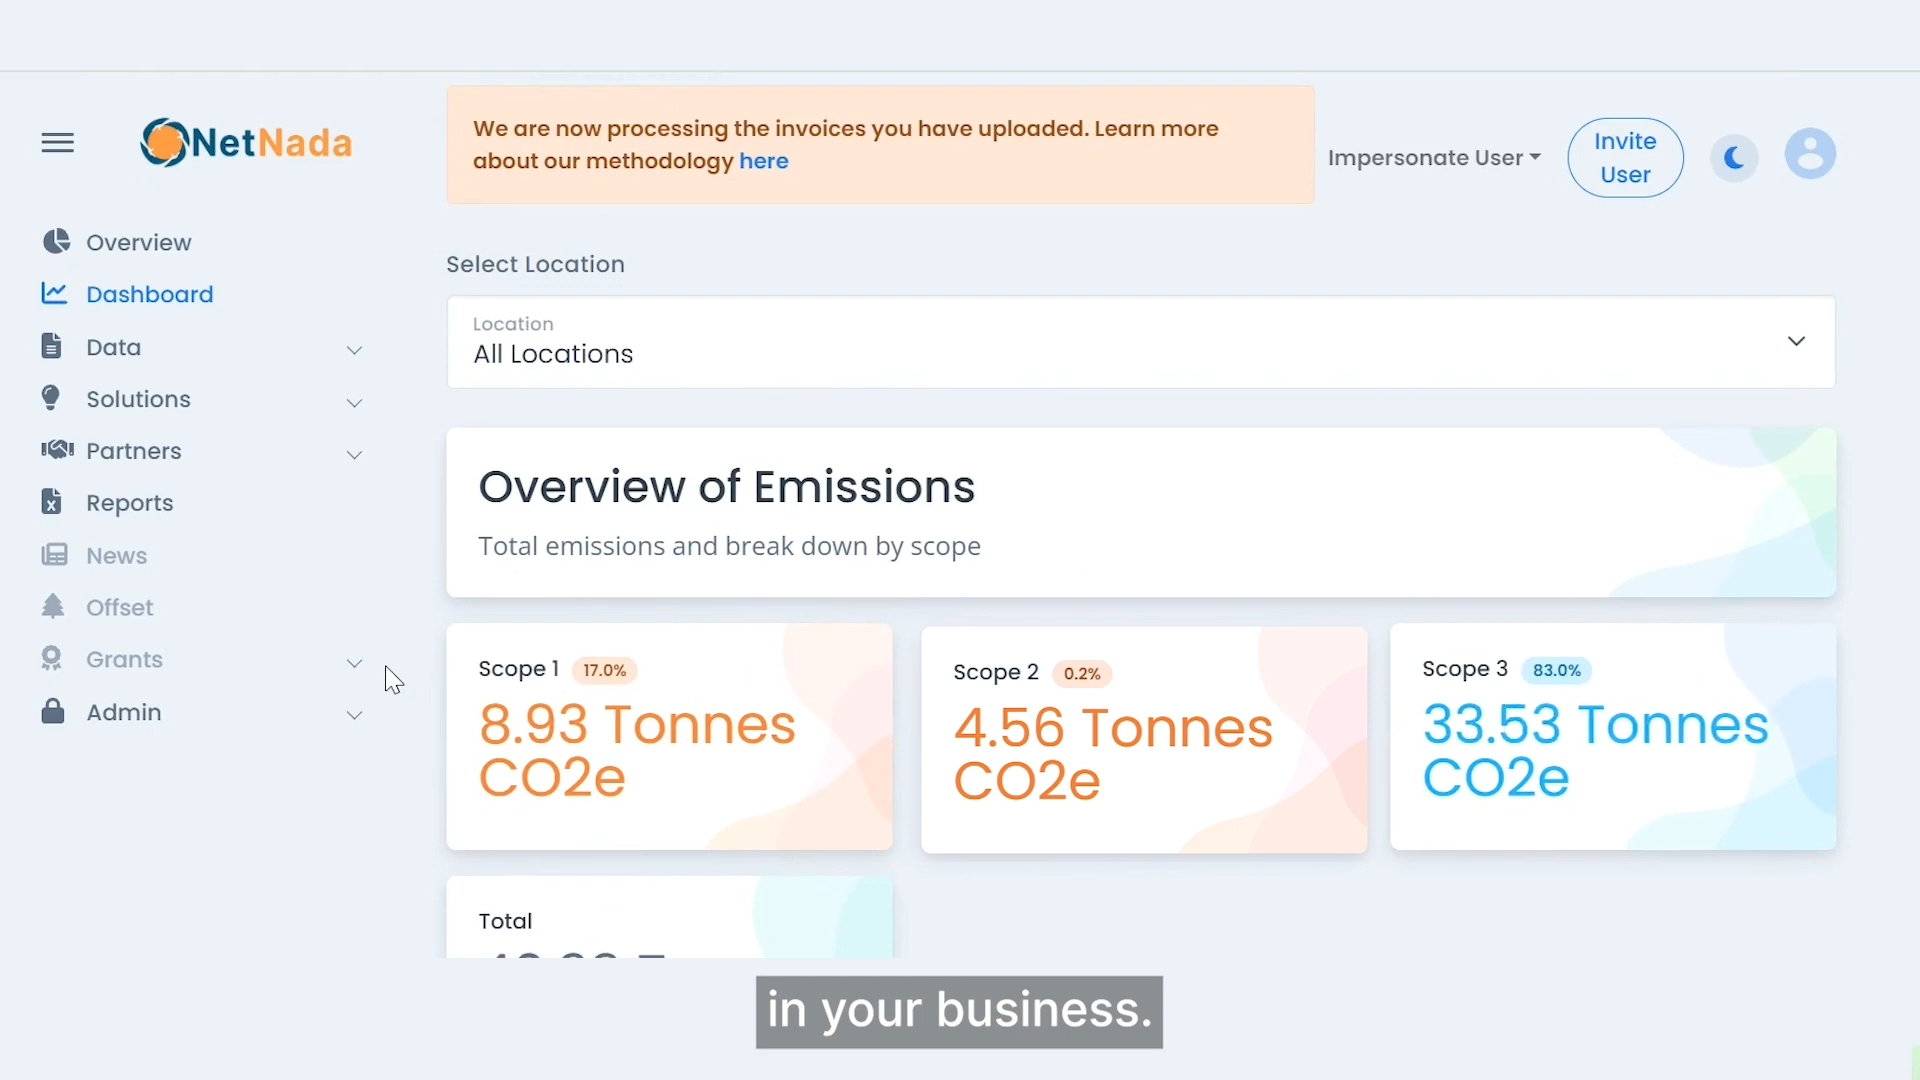 NetNada
We are now processing the invoices you have uploaded. Learn more
about our methodology here
Impersonate User
Invite
User
Overview
Dashboard
Data
Solutions
Partners
Reports
News
Offset
Grants
Admin
Select Location
Location
All Locations
Overview of Emissions
Total emissions and break down by scope
Scope 1 17.0%
8.93 Tonnes
CO2e
Scope 2 0.2%
4.56 Tonnes
CO2e
Scope 3 83.0%
33.53 Tonnes
CO2e
Total
in your business.